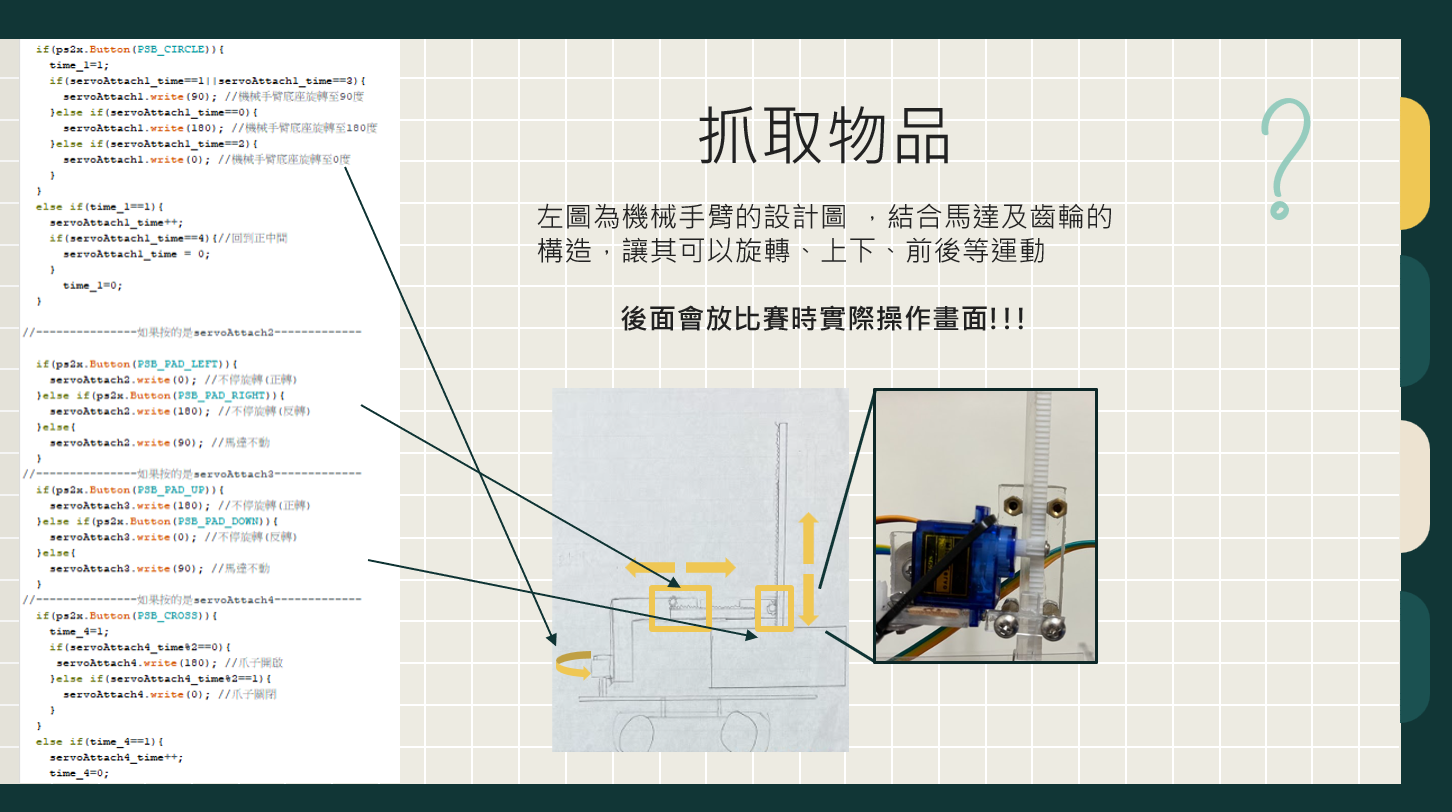 if(ps2x.Button(PSB_CIRCLE)){
time_1=1;
if(servoAttach1_time==1||servoAttach1_time==3){
servoAttach1.write(90); //機械手臂底座旋轉至90度
}else if(servoAttach1_time==0){
servoAttach1.write(180); //機械手臂底座旋轉至180度
}else if(servoAttach1_time==2){
servoAttach1.write(0); //機械手臂底座旋轉至0度
}
}
else if(time_1==1){
servoAttach1_time++;
if(servoAttach1_time==4){//回到正中間
servoAttach1_time = 0;
}
time_1=0;
}
//--------------如果按的是servoAttach2------------
if(ps2x.Button(PSB_PAD_LEFT)){
servoAttach2.write(0); //不停旋轉(正轉)
}else if(ps2x.Button(PSB_PAD_RIGHT)){
servoAttach2.write(180); //不停旋轉(反轉)
}else{
servoAttach2.write(90); //馬達不動
}
//--------------如果按的是servoAttach3------------
if(ps2x.Button(PSB_PAD_UP)){
servoAttach3.write(180); //不停旋轉(正轉)
}else if(ps2x.Button(PSB_PAD_DOWN)){
servoAttach3.write(0); //不停旋轉(反轉)
}else{
servoAttach3.write(90); //馬達不動
}
//--------------如果按的是servoAttach4------------
if(ps2x.Button(PSB_CROSS)){
time_4=1;
if(servoAttach4_time%2==0){
servoAttach4.write(180); //爪子開啟
}else if(servoAttach4_time%2==1){
servoAttach4.write(0); //爪子關閉
}
}
else if(time_4==1){
servoAttach4_time++;
time_4=0;
抓取物品
?
左圖為機械手臂的設計圖 ，結合馬達及齒輪的
構造，讓其可以旋轉、上下、前後等運動
後面會放比賽時實際操作畫面!!!